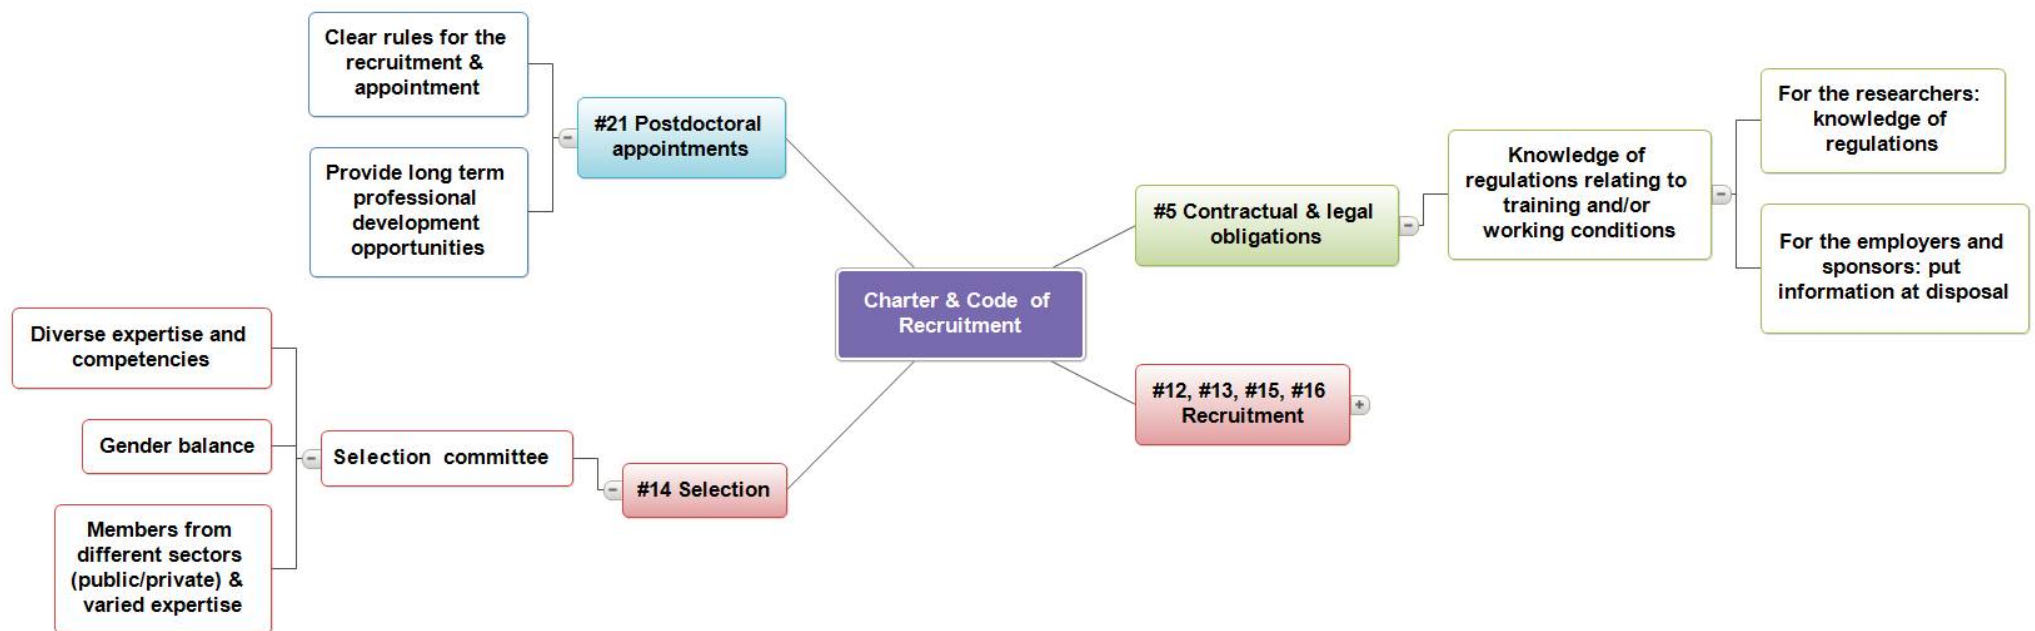 Clear rules for the
recruitment &
appointment
Provide long term
professional
development
opportunities
#21 Postdoctoral
appointments
Diverse expertise and
competencies
Gender balance
Members from
different sectors
(public/private) &
varied expertise
Selection committee
#14 Selection
Charter & Code of
Recruitment
#5 Contractual & legal
obligations
Knowledge of
regulations relating to
training and/or
working conditions
For the researchers:
knowledge of
regulations
For the employers and
sponsors: put
information at disposal
#12, #13, #15, #16
Recruitment